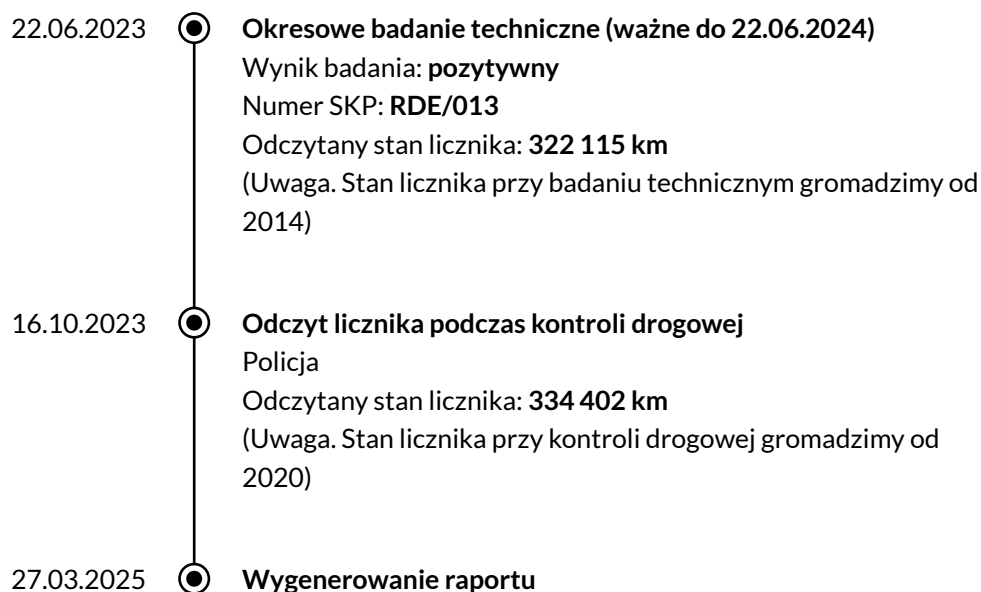 22.06.2023 Okresowe badanie techniczne (ważne do 22.06.2024)
Wynik badania: pozytywny
Numer SKP: RDE/013
Odczytany stan licznika: 322 115 km
(Uwaga. Stan licznika przy badaniu technicznym gromadzimy od
2014)
16.10.2023 Odczyt licznika podczas kontroli drogowej
Policja
Odczytany stan licznika: 334 402 km
(Uwaga. Stan licznika przy kontroli drogowej gromadzimy od
2020)
27.03.2025 Wygenerowanie raportu